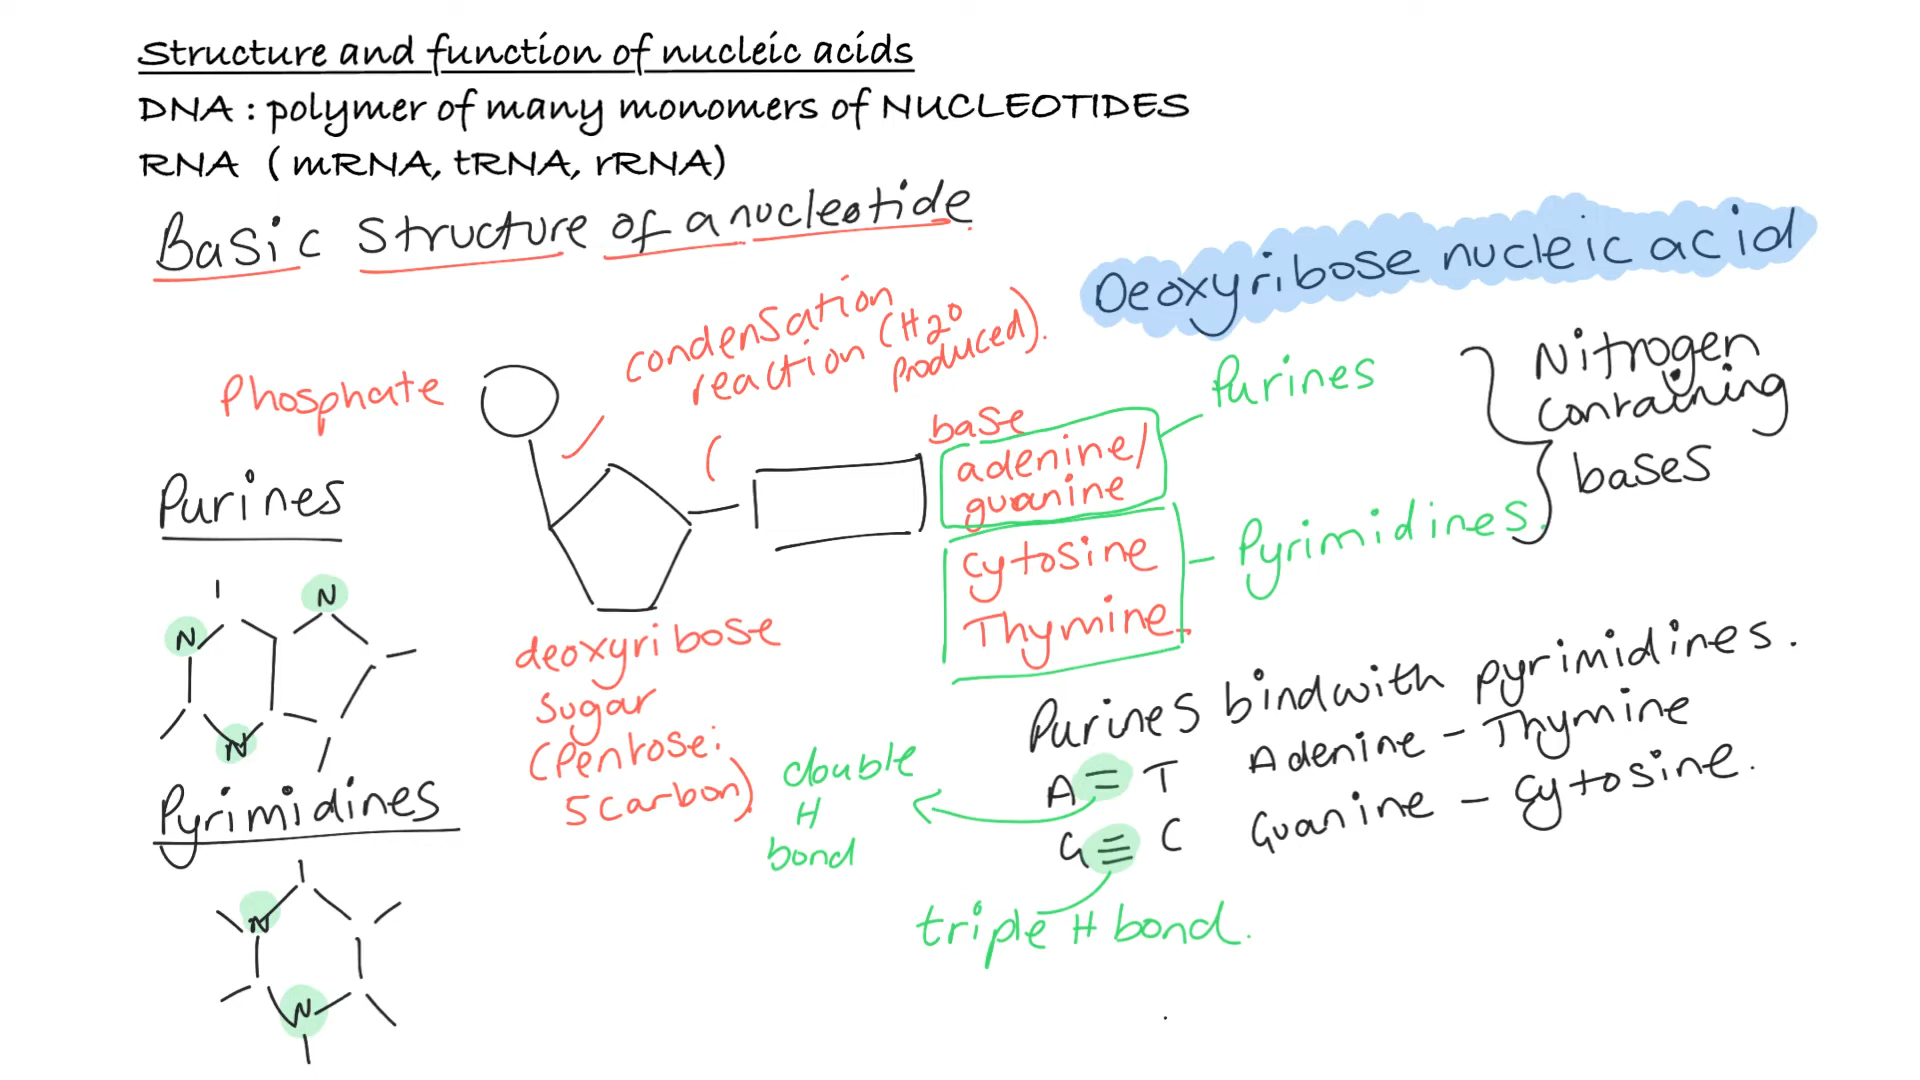 Structure and function of nucleic acids
DNA : polymer of many monomers of NUCLEOTIDES
RNA ( mRNA, tRNA, rRNA)
Basic Structure of a nucleotide
Deoxyribose nucleic acid
condensation
reaction (H20
produced).
Phosphate
base
adenine/
guanine
cytosine
Thymine
Purines
Pyrimidines
Nitrogen
containing
bases
deoxyribose
sugar
(Pentose:
5 carbon)
Purines
N
N
N
Pyrimidines
N
N
Purines bind with pyrimidines.
A = T Adenine - Thymine
G ≡ C Guanine - Cytosine.
double
H
bond
triple H bond.